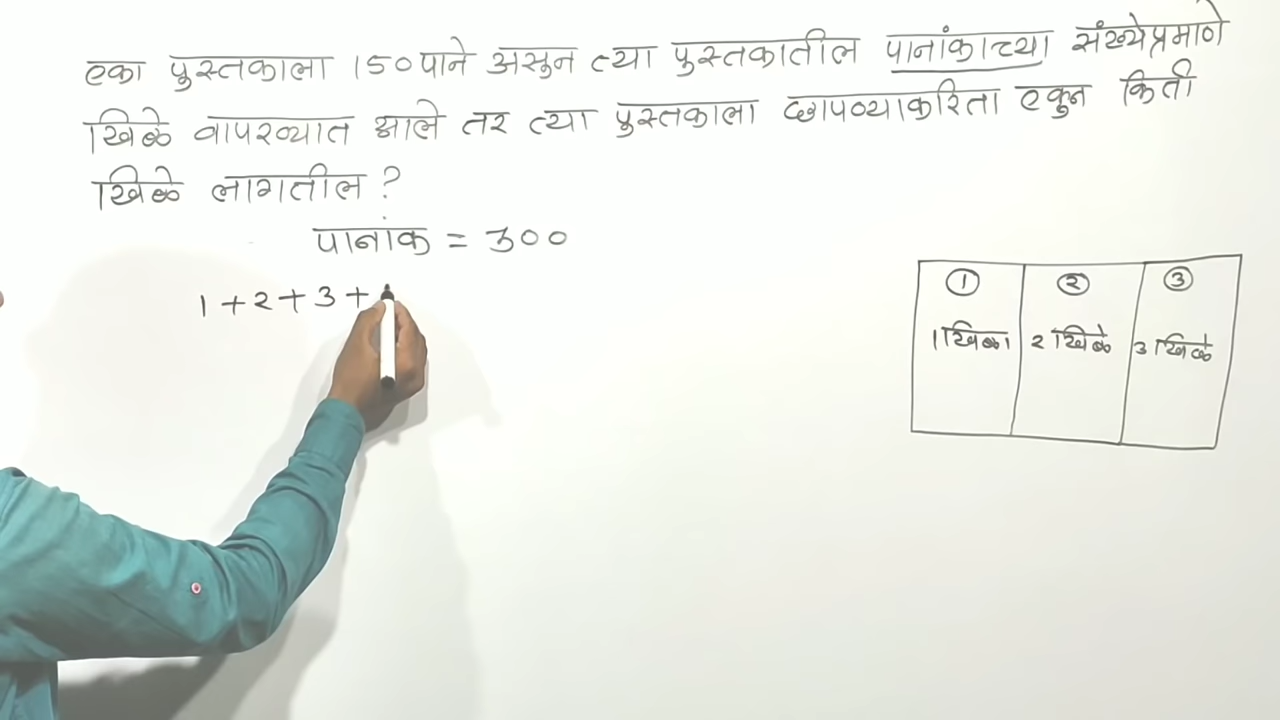 एका पुस्तकाला 150 पाने असुन त्या पुस्तकातील पानांकाच्या संख्येप्रमाणे
खिळे वापरण्यात आले तर त्या पुस्तकाला छापण्याकरिता एकुन किती
खिळे लागतील ?
पानांक = 300
1 + 2 + 3 +
1 2 3
1 खिळा 2 खिळे 3 खिळे